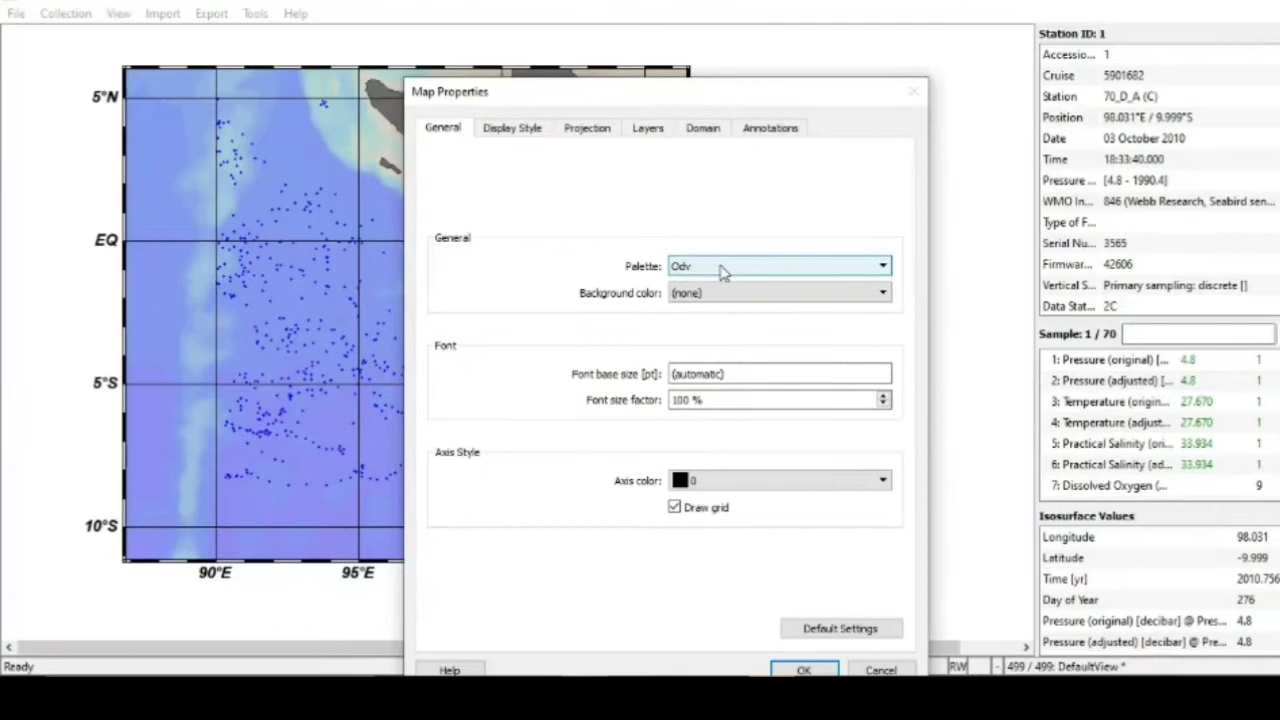 File Collection View Import Export Tools Help
5°N
EQ
5°S
10°S
90°E 95°E
Map Properties
General Display Style Projection Layers Domain Annotations
General
Palette: Odv
Background color: (none)
Font
Font base size [pt]: (automatic)
Font size factor: 100 %
Axis Style
Axis color: 0
Draw grid
Default Settings
Help OK Cancel
Station ID: 1
Accessio... 1
Cruise 5901682
Station 70_D_A (C)
Position 98.031°E / 9.999°S
Date 03 October 2010
Time 18:33:40.000
Pressure ... [4.8 - 1990.4]
WMO In... 846 (Webb Research, Seabird sen...
Type of F...
Serial Nu... 3565
Firmwar... 42606
Vertical S... Primary sampling: discrete []
Data Stat... 2C
Sample: 1 / 70
1: Pressure (original) [... 4.8 1
2: Pressure (adjusted) [... 4.8 1
3: Temperature (origin... 27.670 1
4: Temperature (adjust... 27.670 1
5: Practical Salinity (ori... 33.934 1
6: Practical Salinity (ad... 33.934 1
7: Dissolved Oxygen (... 9
Isosurface Values
Longitude 98.031
Latitude -9.999
Time [yr] 2010.756
Day of Year 276
Pressure (original) [decibar] @ Pres... 4.8
Pressure (adjusted) [decibar] @ Pre... 4.8
Ready RW - 499 / 499: DefaultView *